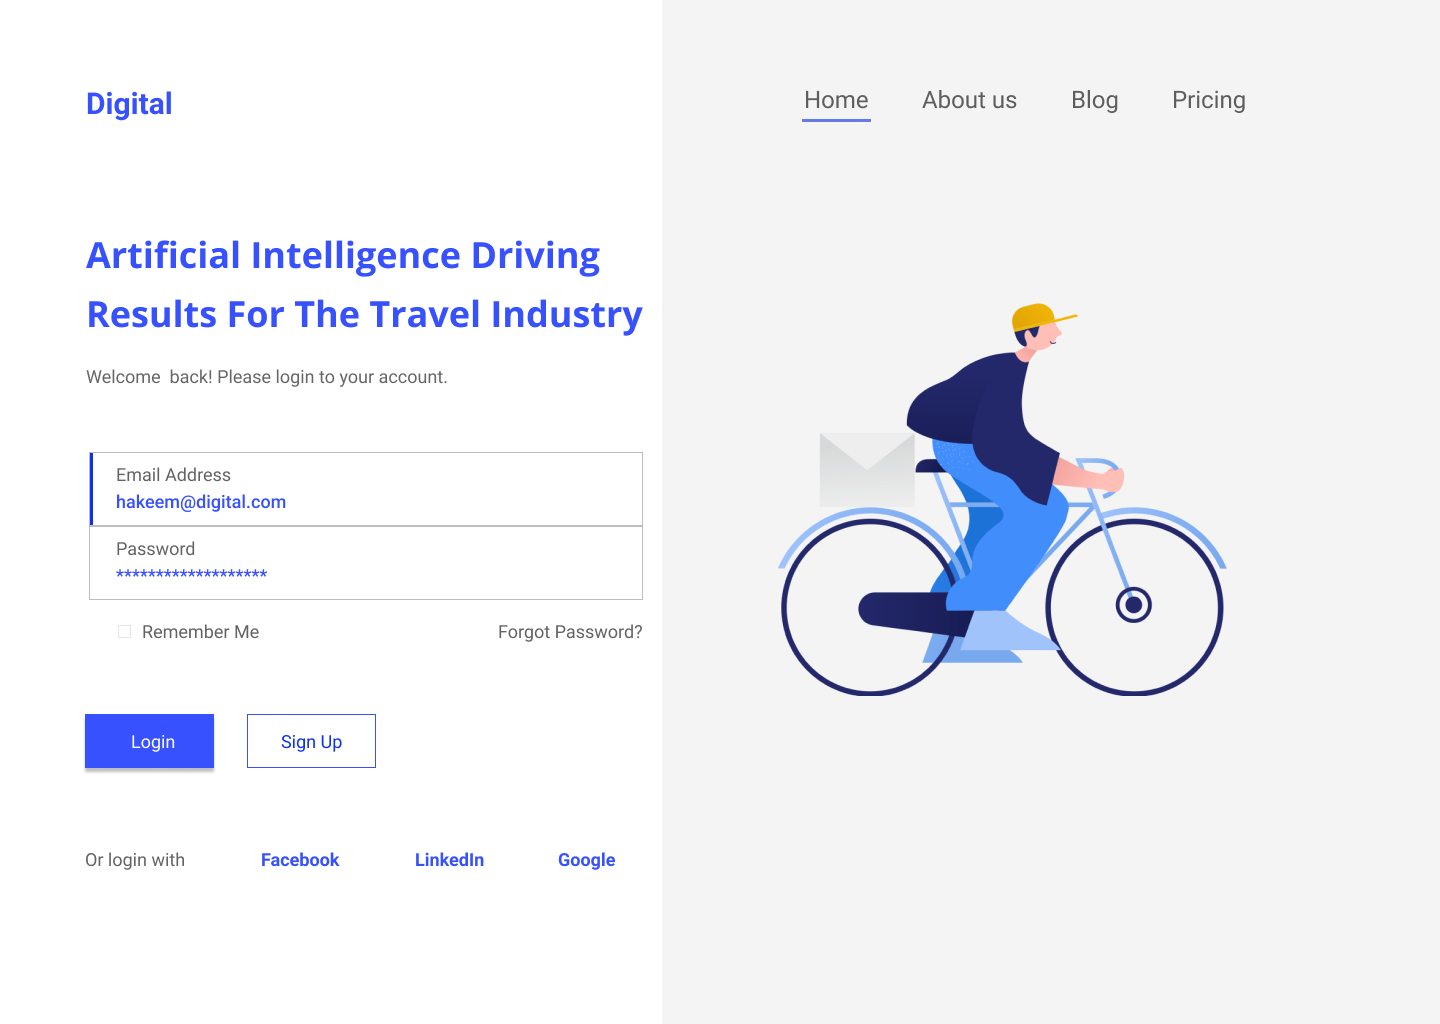 Digital
Home
About us
Blog
Pricing
Artificial Intelligence Driving
Results For The Travel Industry
Welcome  back! Please login to your account.
Email Address
hakeem@digital.com
Password
*******************
Remember Me
Forgot Password?
Login
Sign Up
Or login with
Facebook
LinkedIn
Google